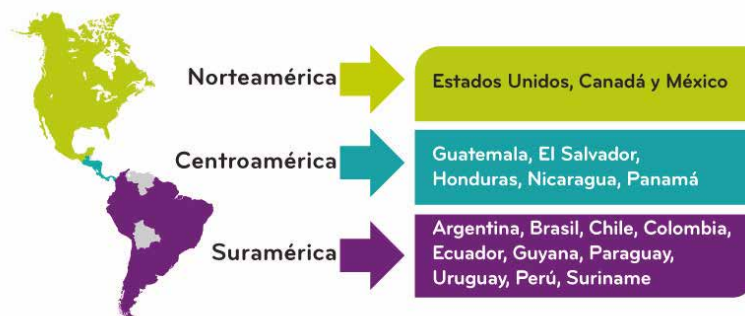 Norteamérica
Estados Unidos, Canadá y México
Centroamérica
Guatemala, El Salvador,
Honduras, Nicaragua, Panamá
Suramérica
Argentina, Brasil, Chile, Colombia,
Ecuador, Guyana, Paraguay,
Uruguay, Perú, Suriname